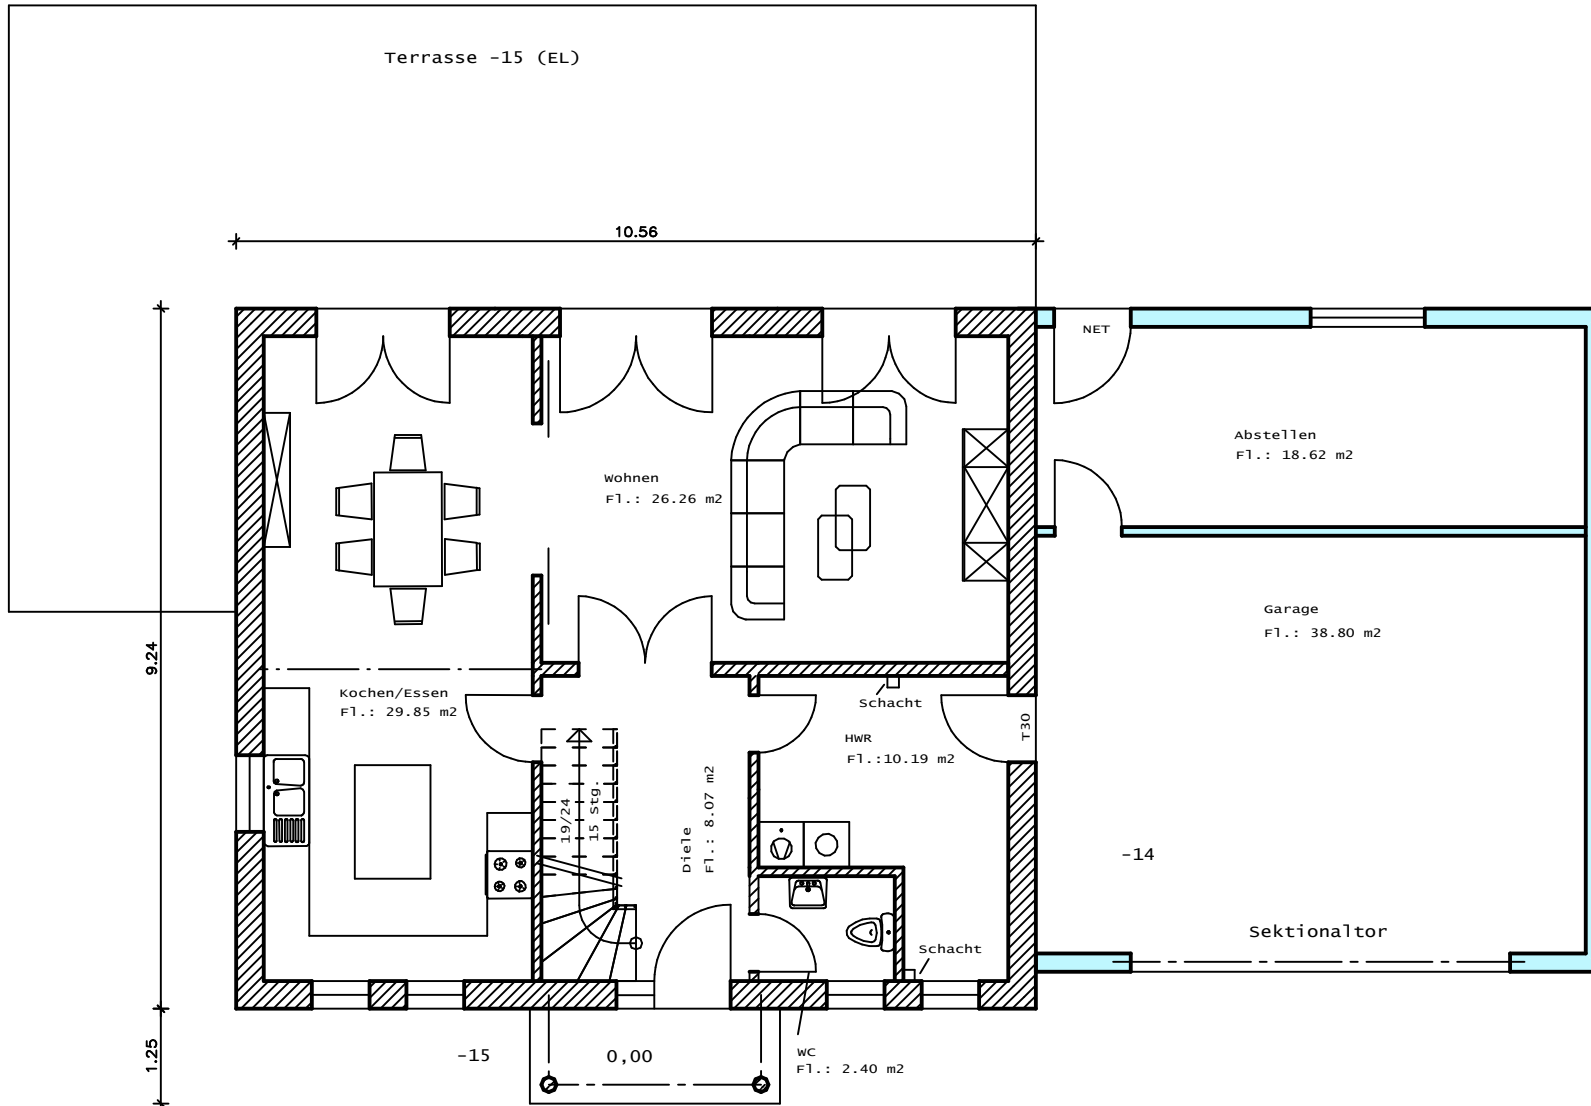 Terrasse -15 (EL)
10.56
NET
Abstellen
Fl.: 18.62 m2
Wohnen
Fl.: 26.26 m2
Garage
Fl.: 38.80 m2
9.24
Kochen/Essen
Fl.: 29.85 m2
Schacht
T30
HWR
Fl.:10.19 m2
19/24
15 Stg.
Diele
Fl.: 8.07 m2
-14
Sektionaltor
Schacht
1.25
-15
0,00
WC
Fl.: 2.40 m2